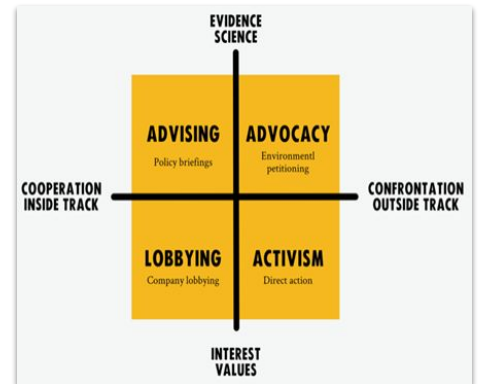 EVIDENCE
SCIENCE
ADVISING
Policy briefings
ADVOCACY
Environmentl
petitioning
COOPERATION
INSIDE TRACK
CONFRONTATION
OUTSIDE TRACK
LOBBYING
Company lobbying
ACTIVISM
Direct action
INTEREST
VALUES